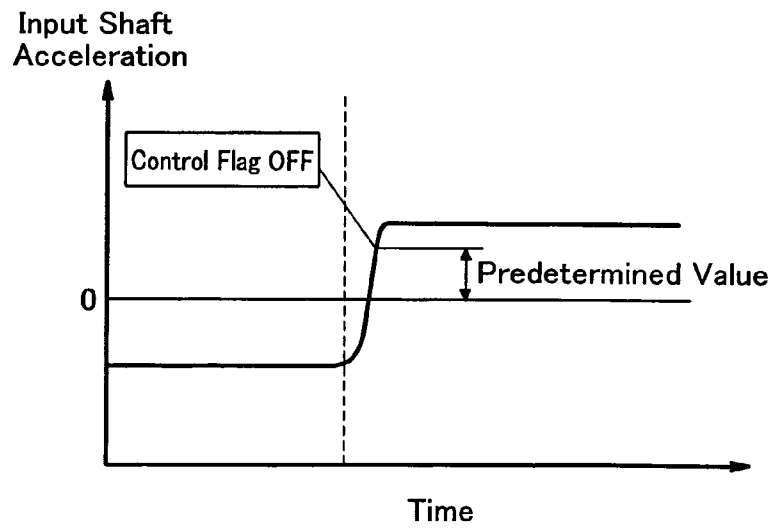 Input Shaft
Acceleration
Control Flag OFF
Predetermined Value
0
Time